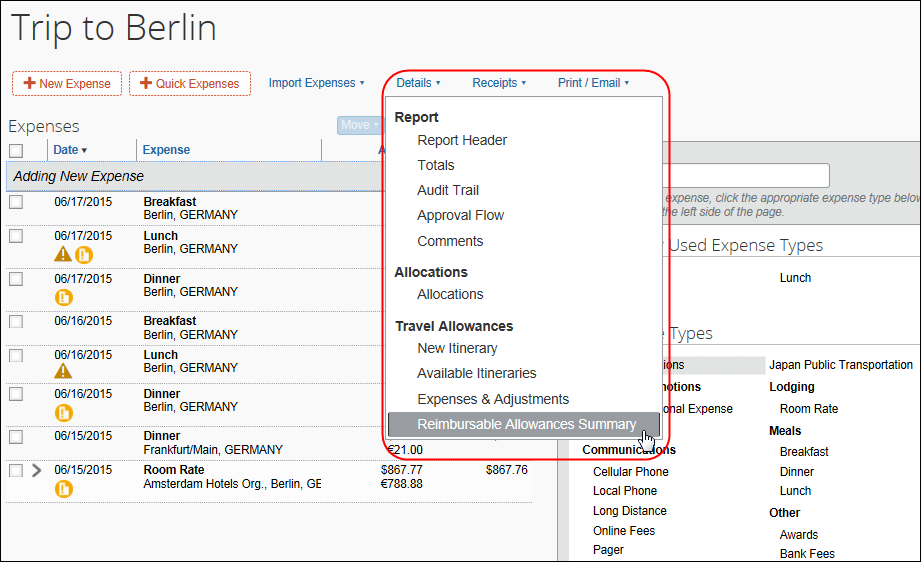 Trip to Berlin
New Expense
Quick Expenses
Import Expenses
Details
Receipts
Print / Email
Expenses
Move
Date
Expense
A
Adding New Expense
06/17/2015
Breakfast
Berlin, GERMANY
06/17/2015
Lunch
Berlin, GERMANY
06/17/2015
Dinner
Berlin, GERMANY
06/16/2015
Breakfast
Berlin, GERMANY
06/16/2015
Lunch
Berlin, GERMANY
06/16/2015
Dinner
Berlin, GERMANY
06/15/2015
Dinner
Frankfurt/Main, GERMANY
€21.00
06/15/2015
Room Rate
$867.77
$867.76
Amsterdam Hotels Org., Berlin, GE
€788.88
Report
Report Header
Totals
Audit Trail
Approval Flow
Comments
Allocations
Allocations
Travel Allowances
New Itinerary
Available Itineraries
Expenses & Adjustments
Reimbursable Allowances Summary
expense, click the appropriate expense type below
the left side of the page.
Used Expense Types
Lunch
Types
Japan Public Transportation
Lodging
Room Rate
Meals
Breakfast
Dinner
Lunch
Other
Awards
Bank Fees
ions
motions
onal Expense
Communications
Cellular Phone
Local Phone
Long Distance
Online Fees
Pager